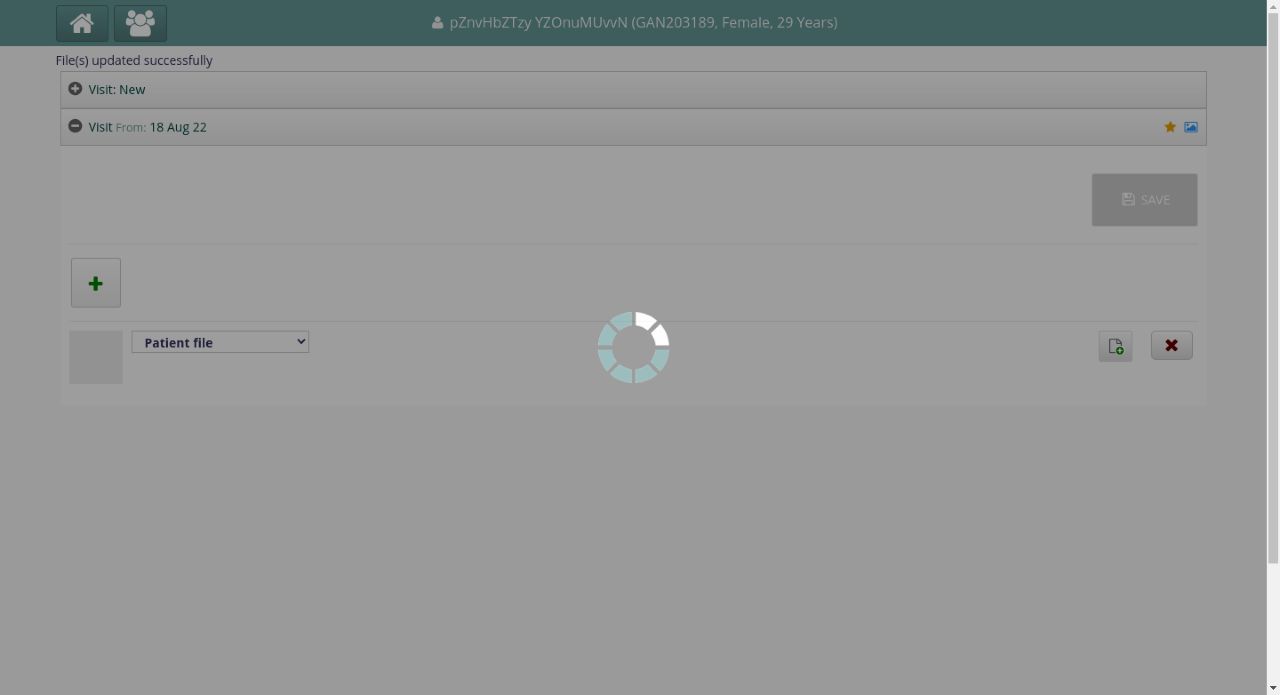 pZnvHbZTzy YZOnuMUvvN (GAN203189, Female, 29 Years)
File(s) updated successfully
Visit: New
Visit From: 18 Aug 22
SAVE
Patient file